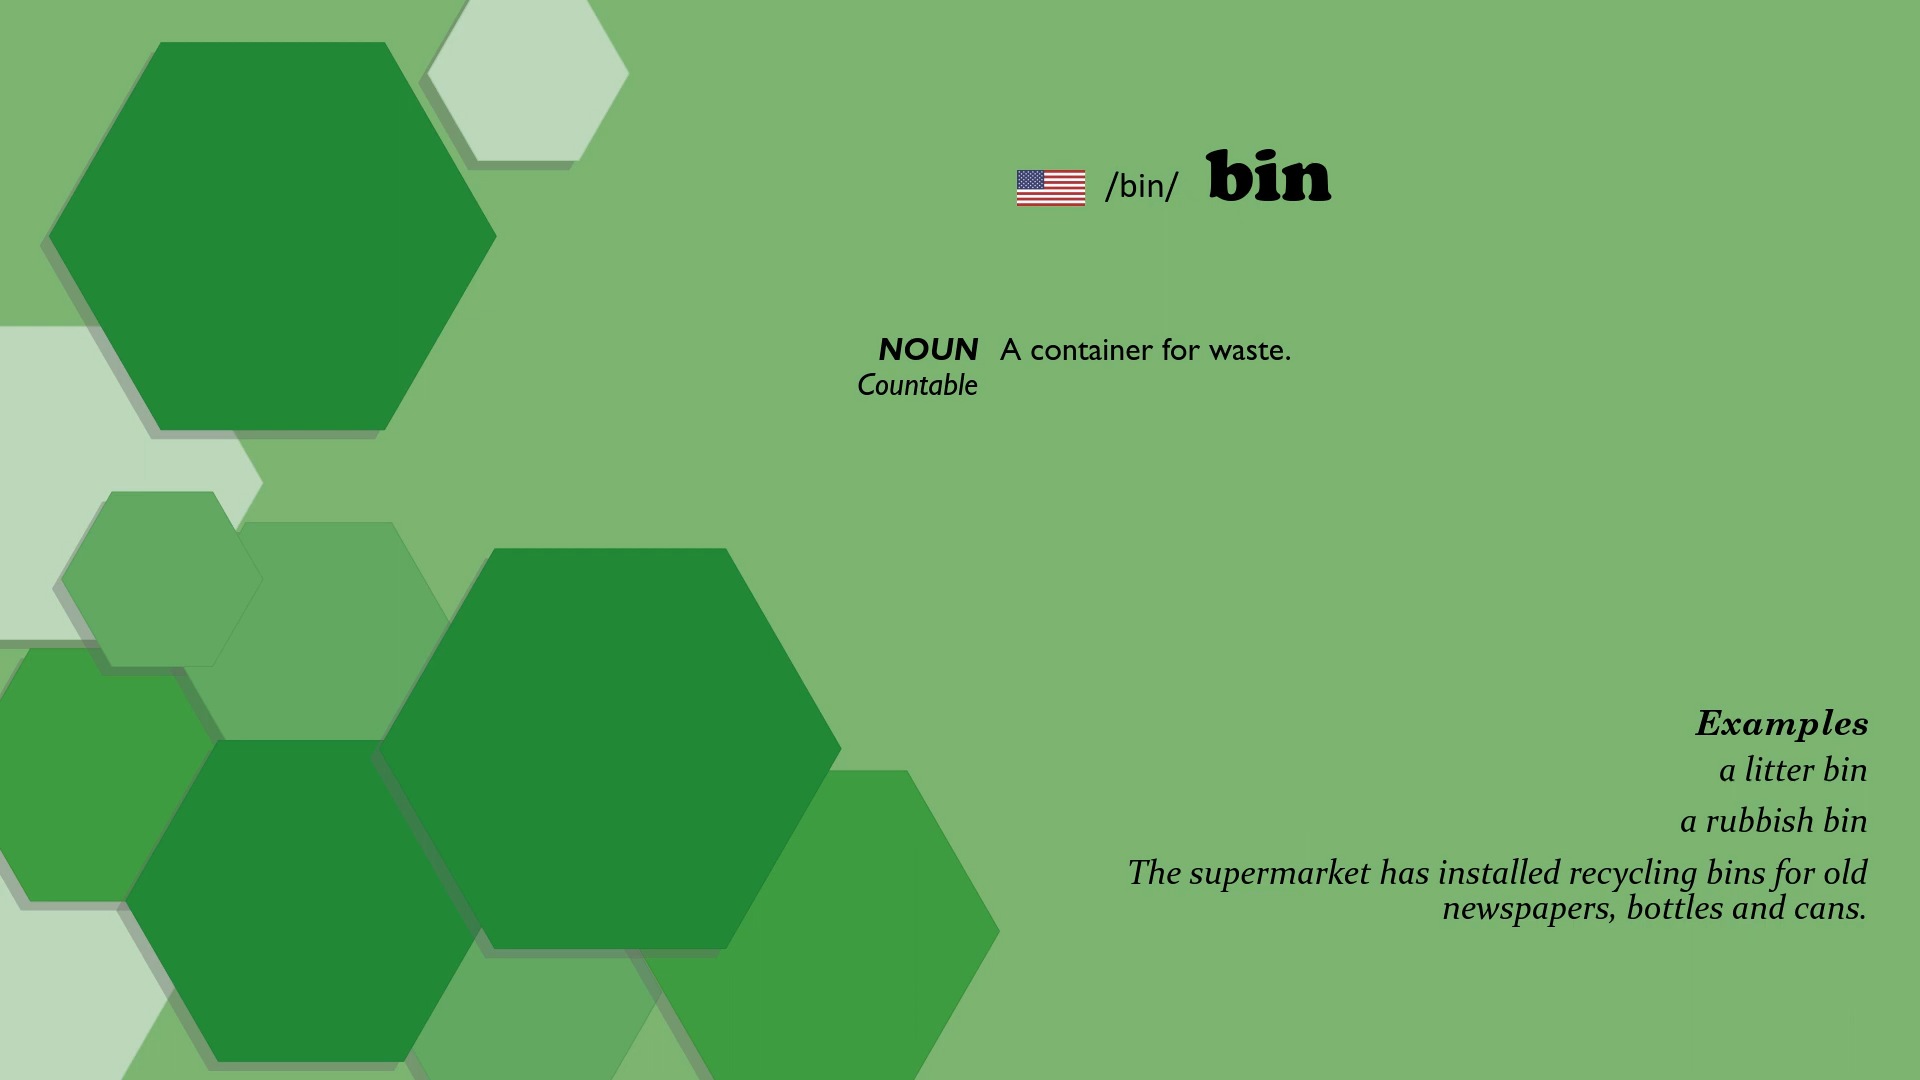 /bin/ bin
NOUN A container for waste.
Countable
Examples
a litter bin
a rubbish bin
The supermarket has installed recycling bins for old
newspapers, bottles and cans.